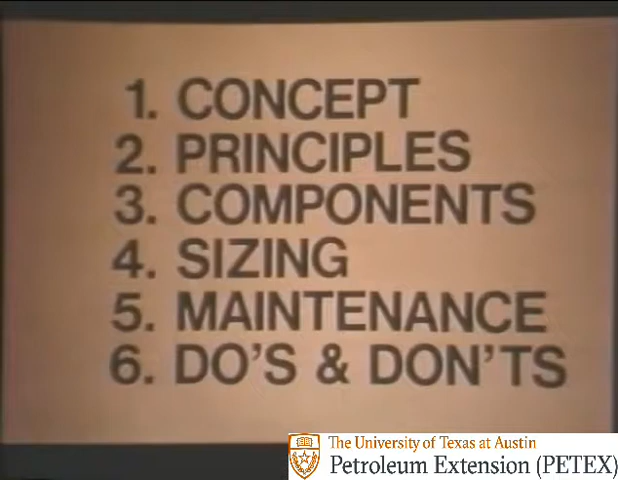 1. CONCEPT
2. PRINCIPLES
3. COMPONENTS
4. SIZING
5. MAINTENANCE
6. DO'S & DON'TS
The University of Texas at Austin
Petroleum Extension (PETEX)